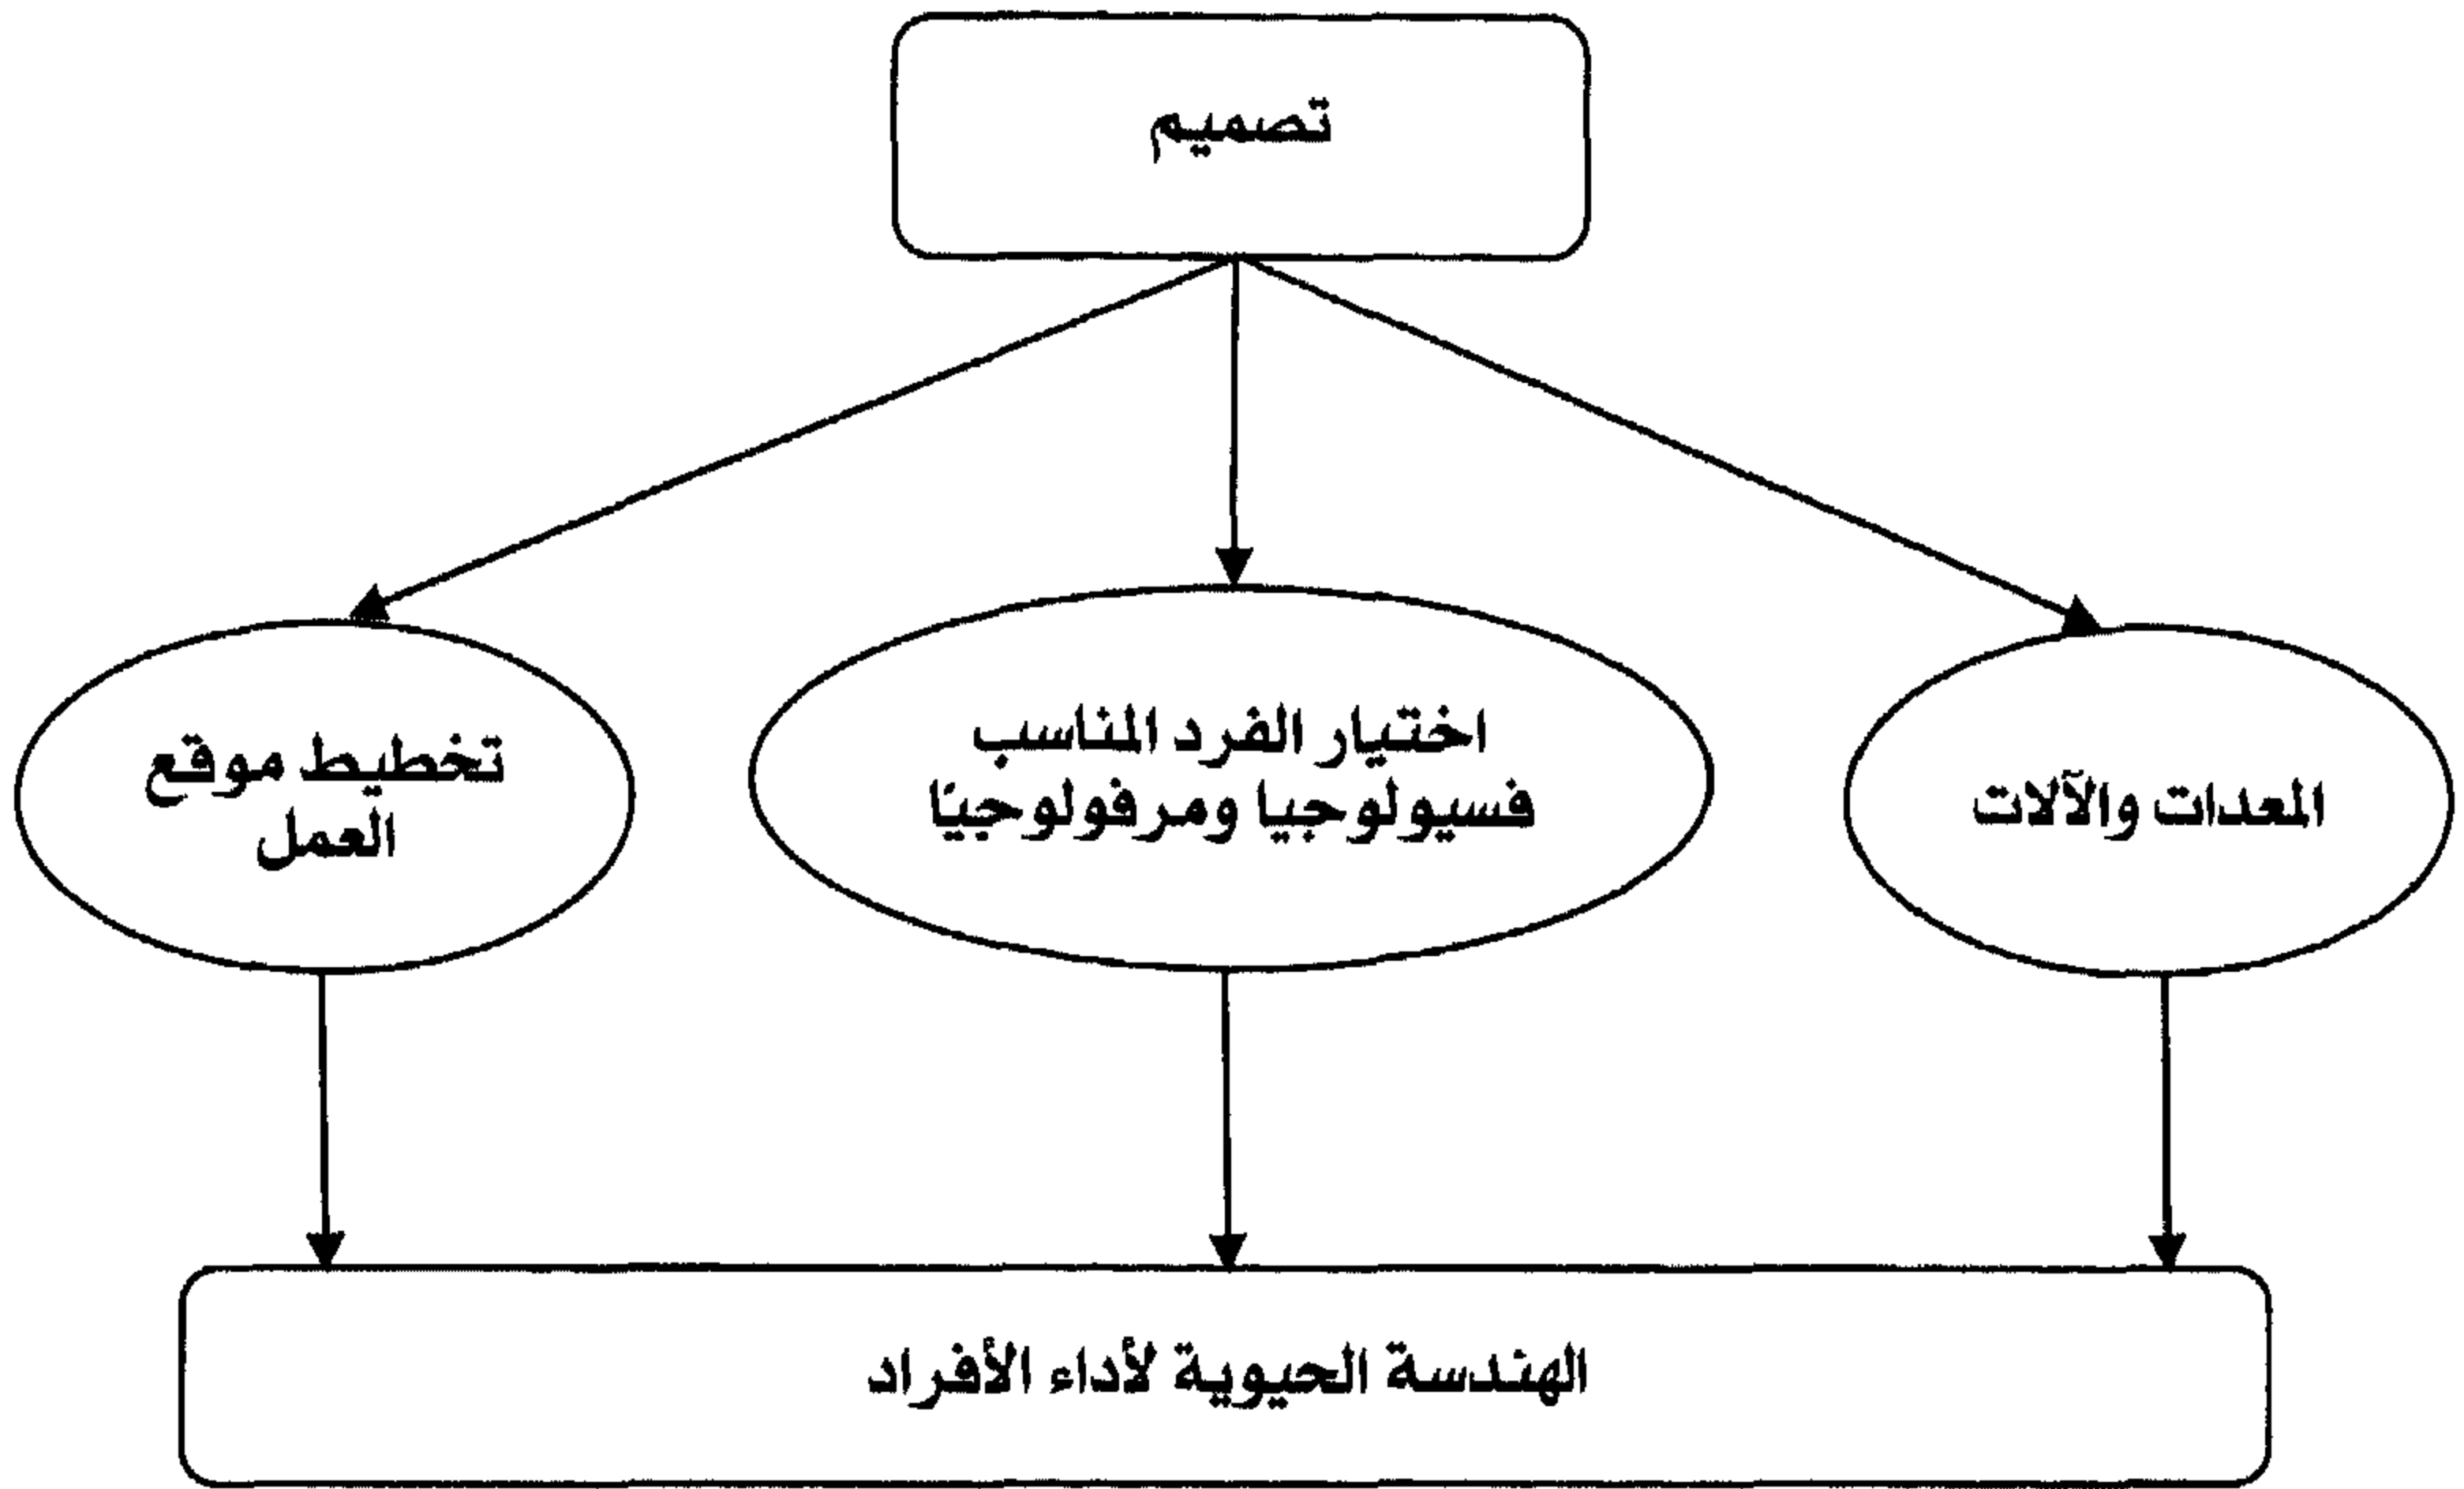 تصميم
المعدات والآلات
اختيار الفرد المناسب
فسيولوجيا ومرفولوجيًا
تخطيط موقع
العمل
الهندسة الحيوية لأداء الأفراد